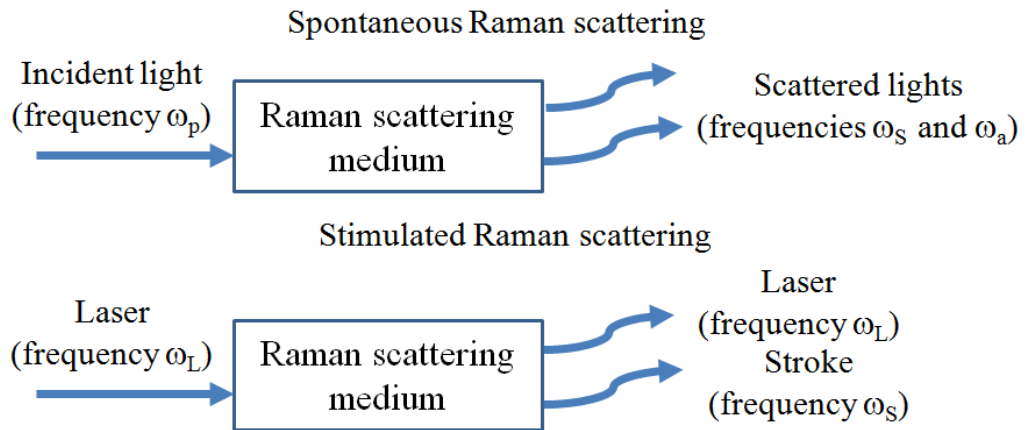 Spontaneous Raman scattering
Incident light
(frequency ωp)
Raman scattering
medium
Scattered lights
(frequencies ωS and ωa)
Stimulated Raman scattering
Laser
(frequency ωL)
Raman scattering
medium
Laser
(frequency ωL)
Stroke
(frequency ωS)